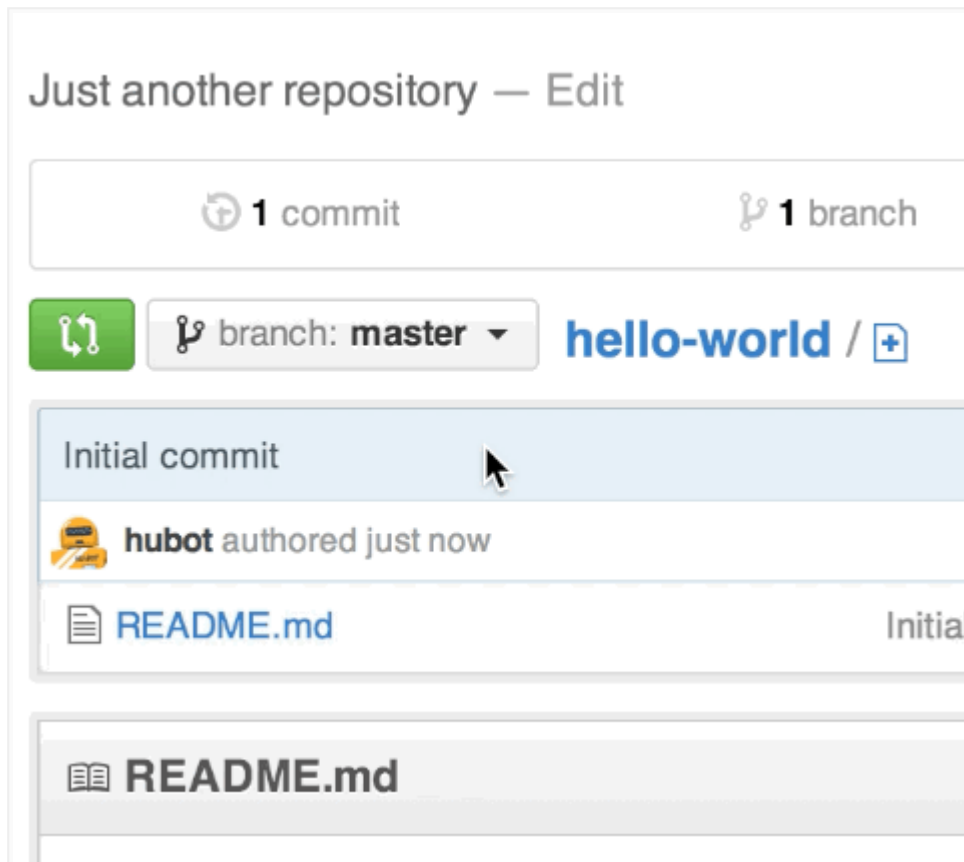 Just another repository — Edit
1 commit 1 branch
branch: master hello-world /
Initial commit
hubot authored just now
README.md Initia
README.md